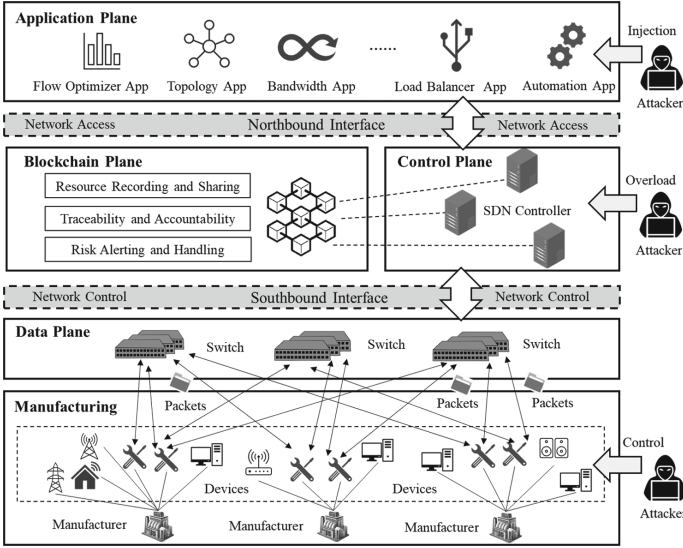 Application Plane
Injection
......
Flow Optimizer App
Topology App
Bandwidth App
Load Balancer App
Automation App
Attacker
Network Access
Northbound Interface
Network Access
Blockchain Plane
Control Plane
Resource Recording and Sharing
Overload
Traceability and Accountability
SDN Controller
Risk Alerting and Handling
Attacker
Network Control
Southbound Interface
Network Control
Data Plane
Switch
Switch
Switch
Manufacturing
Packets
Packets
Packets
Control
Devices
Devices
Manufacturer
Manufacturer
Manufacturer
Attacker